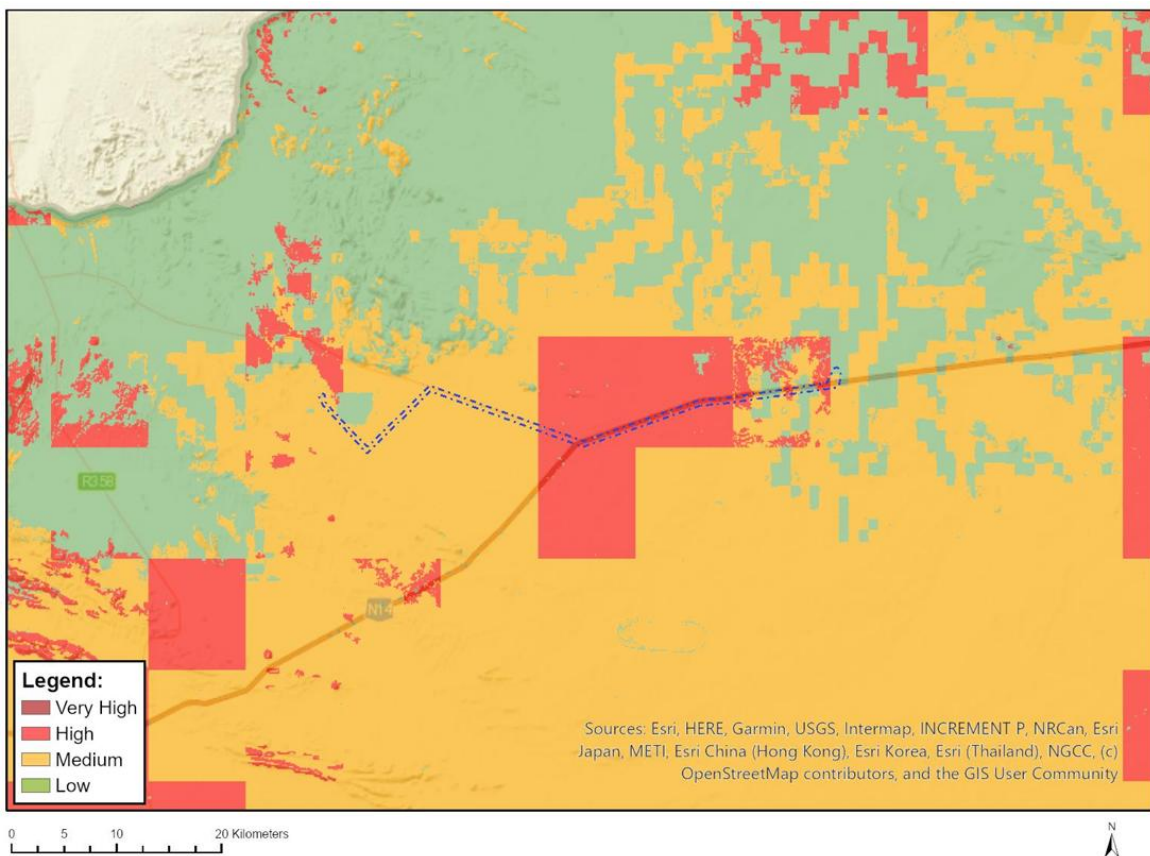 R358
N14
Legend:
Very High
High
Medium
Low
Sources: Esri, HERE, Garmin, USGS, Intermap, INCREMENT P, NRCan, Esri
Japan, METI, Esri China (Hong Kong), Esri Korea, Esri (Thailand), NGCC, (c)
OpenStreetMap contributors, and the GIS User Community
0 5 10 20 Kilometers
N